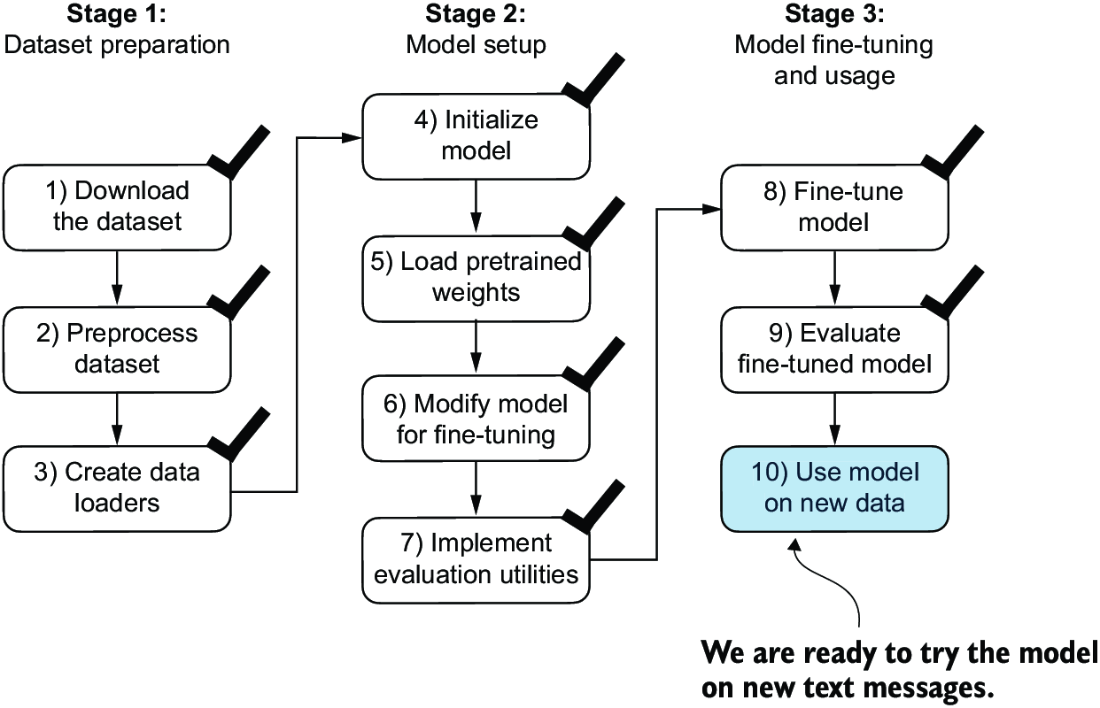 Stage 1:
Dataset preparation
1) Download
the dataset
2) Preprocess
dataset
3) Create data
loaders
Stage 2:
Model setup
4) Initialize
model
5) Load pretrained
weights
6) Modify model
for fine-tuning
7) Implement
evaluation utilities
Stage 3:
Model fine-tuning
and usage
8) Fine-tune
model
9) Evaluate
fine-tuned model
10) Use model
on new data
We are ready to try the model
on new text messages.